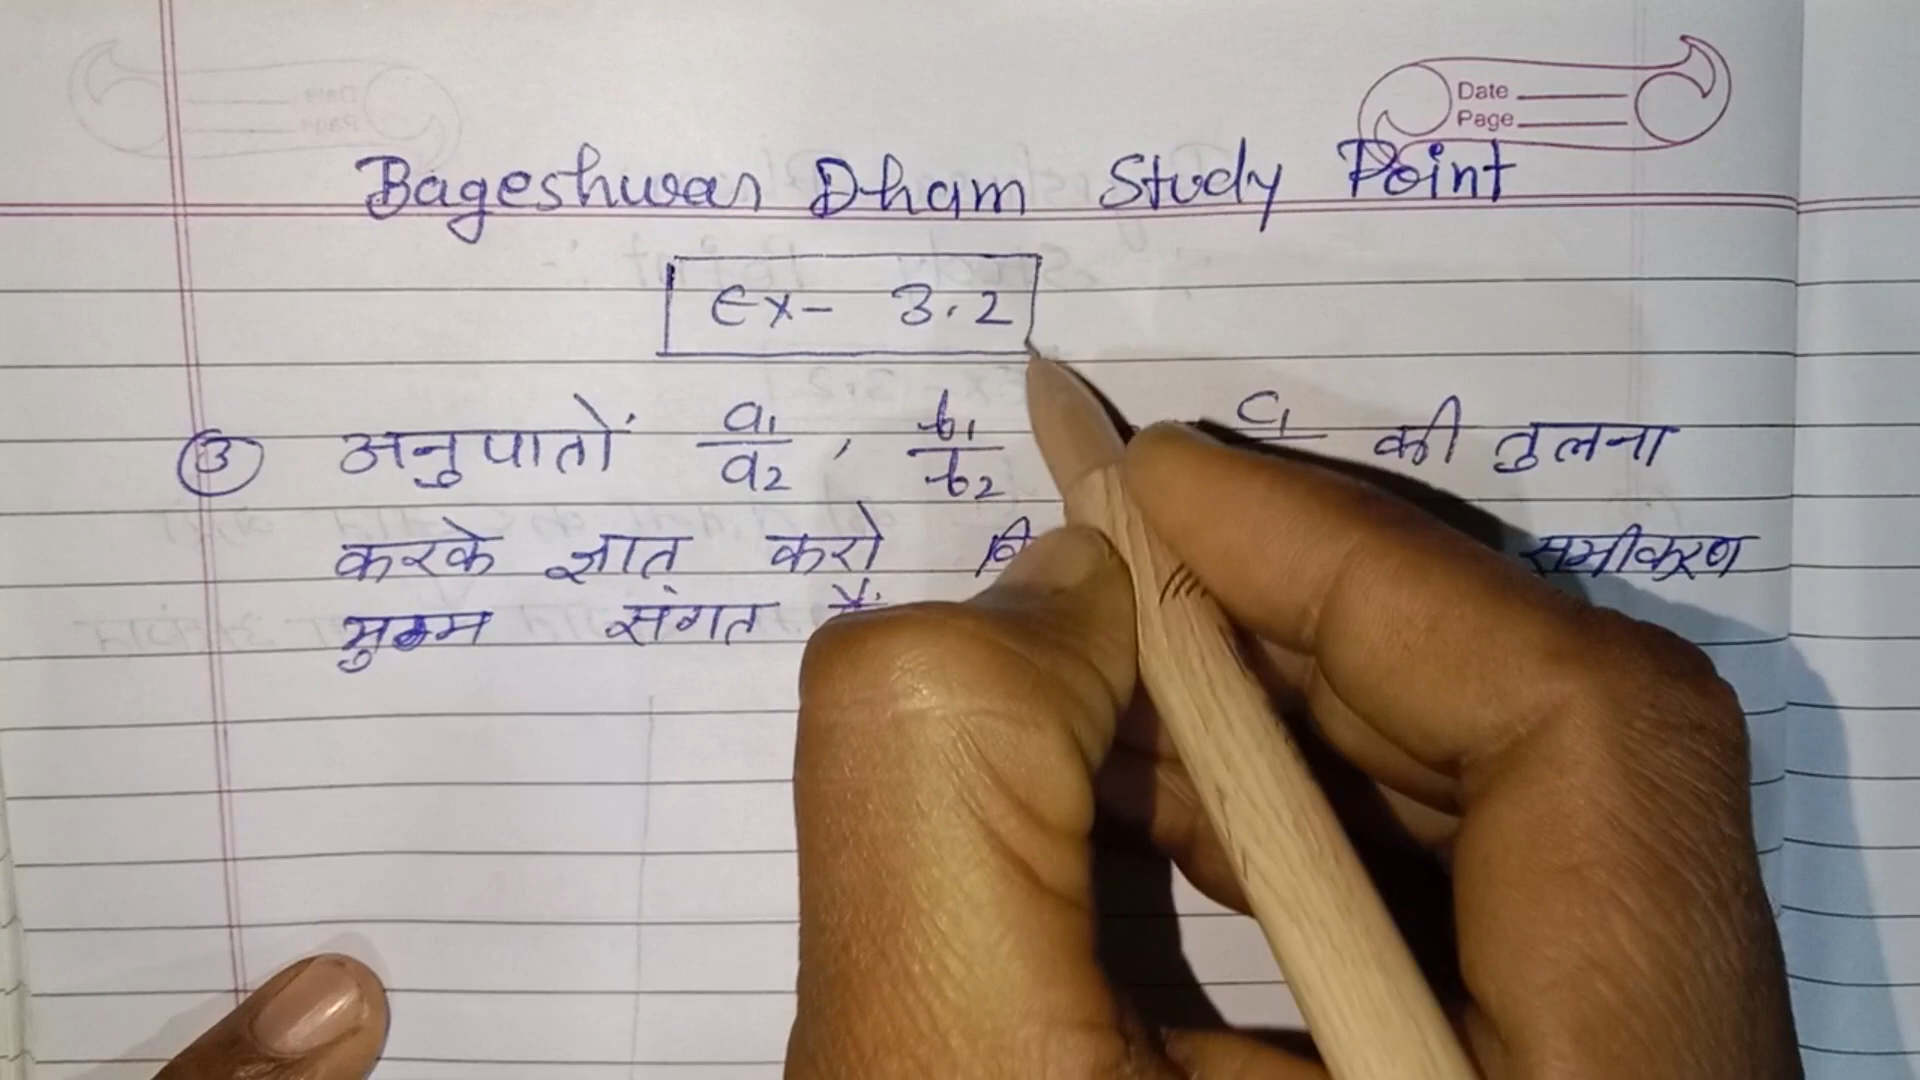 Date
Page
Bageshwar Dham Study Point
Ex- 3.2
③ अनुपातों a₁/a₂ , b₁/b₂ c₁ की तुलना
करके ज्ञात करो समीकरण
युग्म संगत हैं